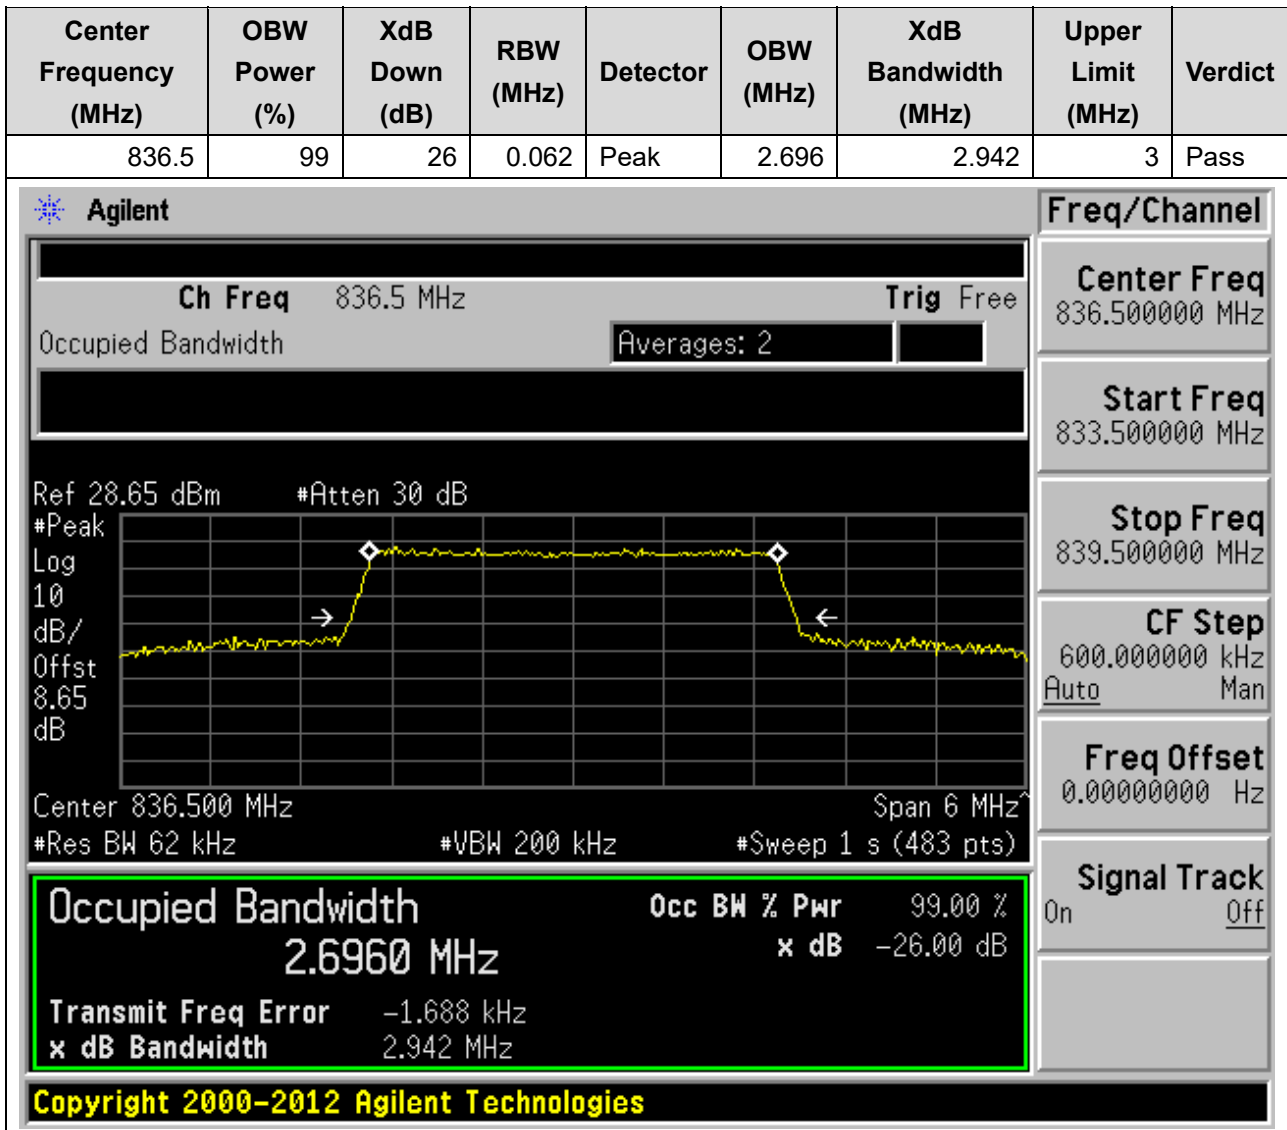 Center Frequency (MHz) OBW Power (%) XdB Down (dB) RBW (MHz) Detector OBW (MHz) XdB Bandwidth (MHz) Upper Limit (MHz) Verdict
836.5 99 26 0.062 Peak 2.696 2.942 3 Pass
Agilent
Freq/Channel
Ch Freq 836.5 MHz Trig Free
Occupied Bandwidth Averages: 2
Center Freq
836.500000 MHz
Start Freq
833.500000 MHz
Stop Freq
839.500000 MHz
CF Step
600.000000 kHz
Auto Man
Freq Offset
0.00000000 Hz
Signal Track
On Off
Ref 28.65 dBm #Atten 30 dB
#Peak
Log
10
dB/
Offst
8.65
dB
Center 836.500 MHz Span 6 MHz^
#Res BW 62 kHz #VBW 200 kHz #Sweep 1 s (483 pts)
Occupied Bandwidth Occ BW % Pwr 99.00 %
2.6960 MHz x dB -26.00 dB
Transmit Freq Error -1.688 kHz
x dB Bandwidth 2.942 MHz
Copyright 2000-2012 Agilent Technologies